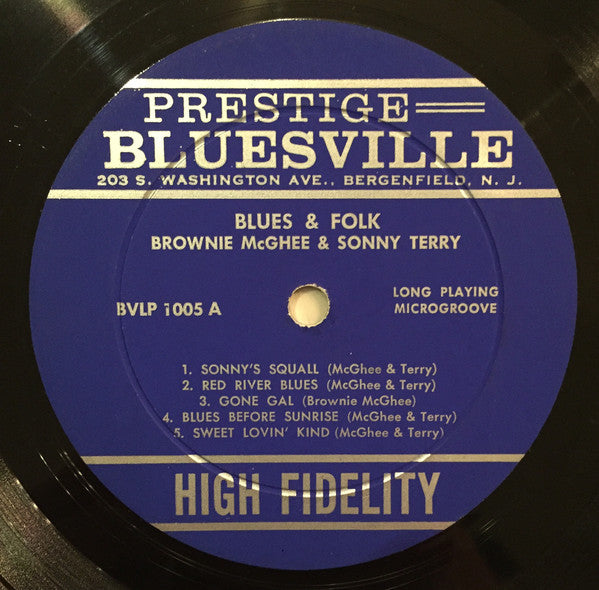 PRESTIGE
BLUESVILLE
203 S. WASHINGTON AVE., BERGENFIELD, N. J.
BLUES & FOLK
BROWNIE McGHEE & SONNY TERRY
BVLP 1005 A
LONG PLAYING
MICROGROOVE
1. SONNY'S SQUALL (McGhee & Terry)
2. RED RIVER BLUES (McGhee & Terry)
3. GONE GAL (Brownie McGhee)
4. BLUES BEFORE SUNRISE (McGhee & Terry)
5. SWEET LOVIN' KIND (McGhee & Terry)
HIGH FIDELITY